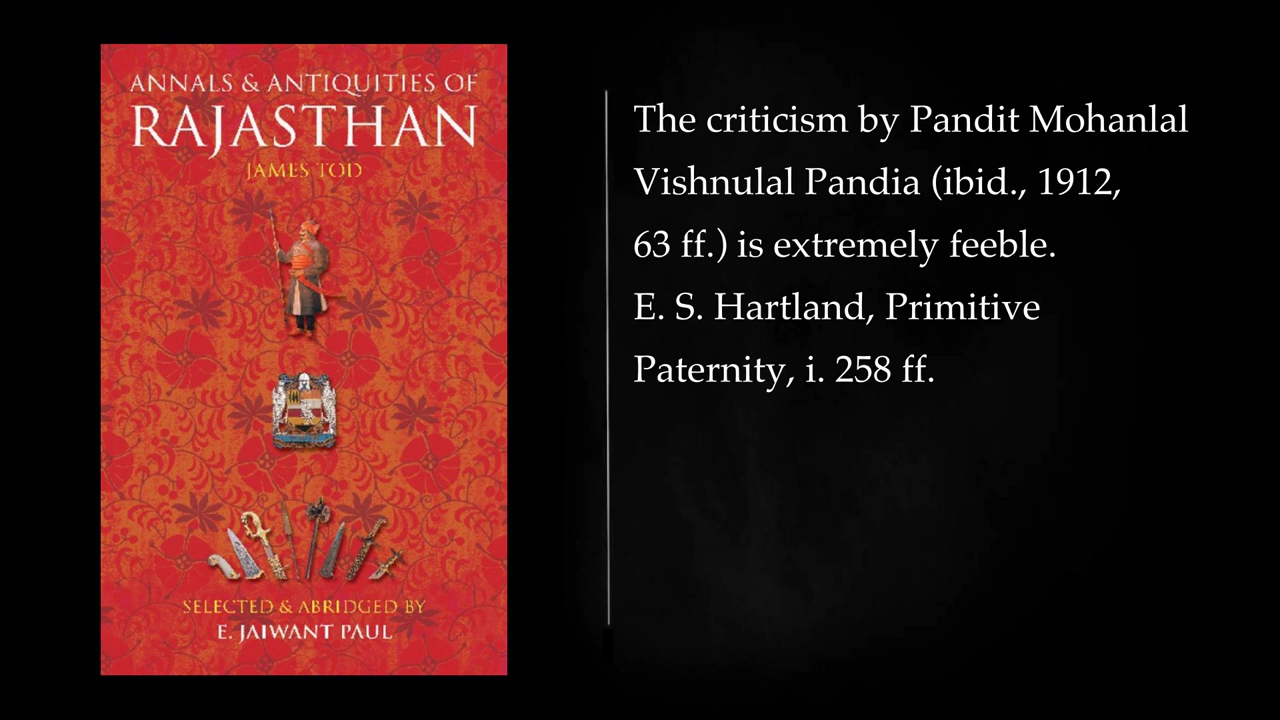 ANNALS & ANTIQUITIES OF
RAJASTHAN
JAMES TOD
SELECTED & ABRIDGED BY
E. JAIWANT PAUL
The criticism by Pandit Mohanlal
Vishnulal Pandia (ibid., 1912,
63 ff.) is extremely feeble.
E. S. Hartland, Primitive
Paternity, i. 258 ff.